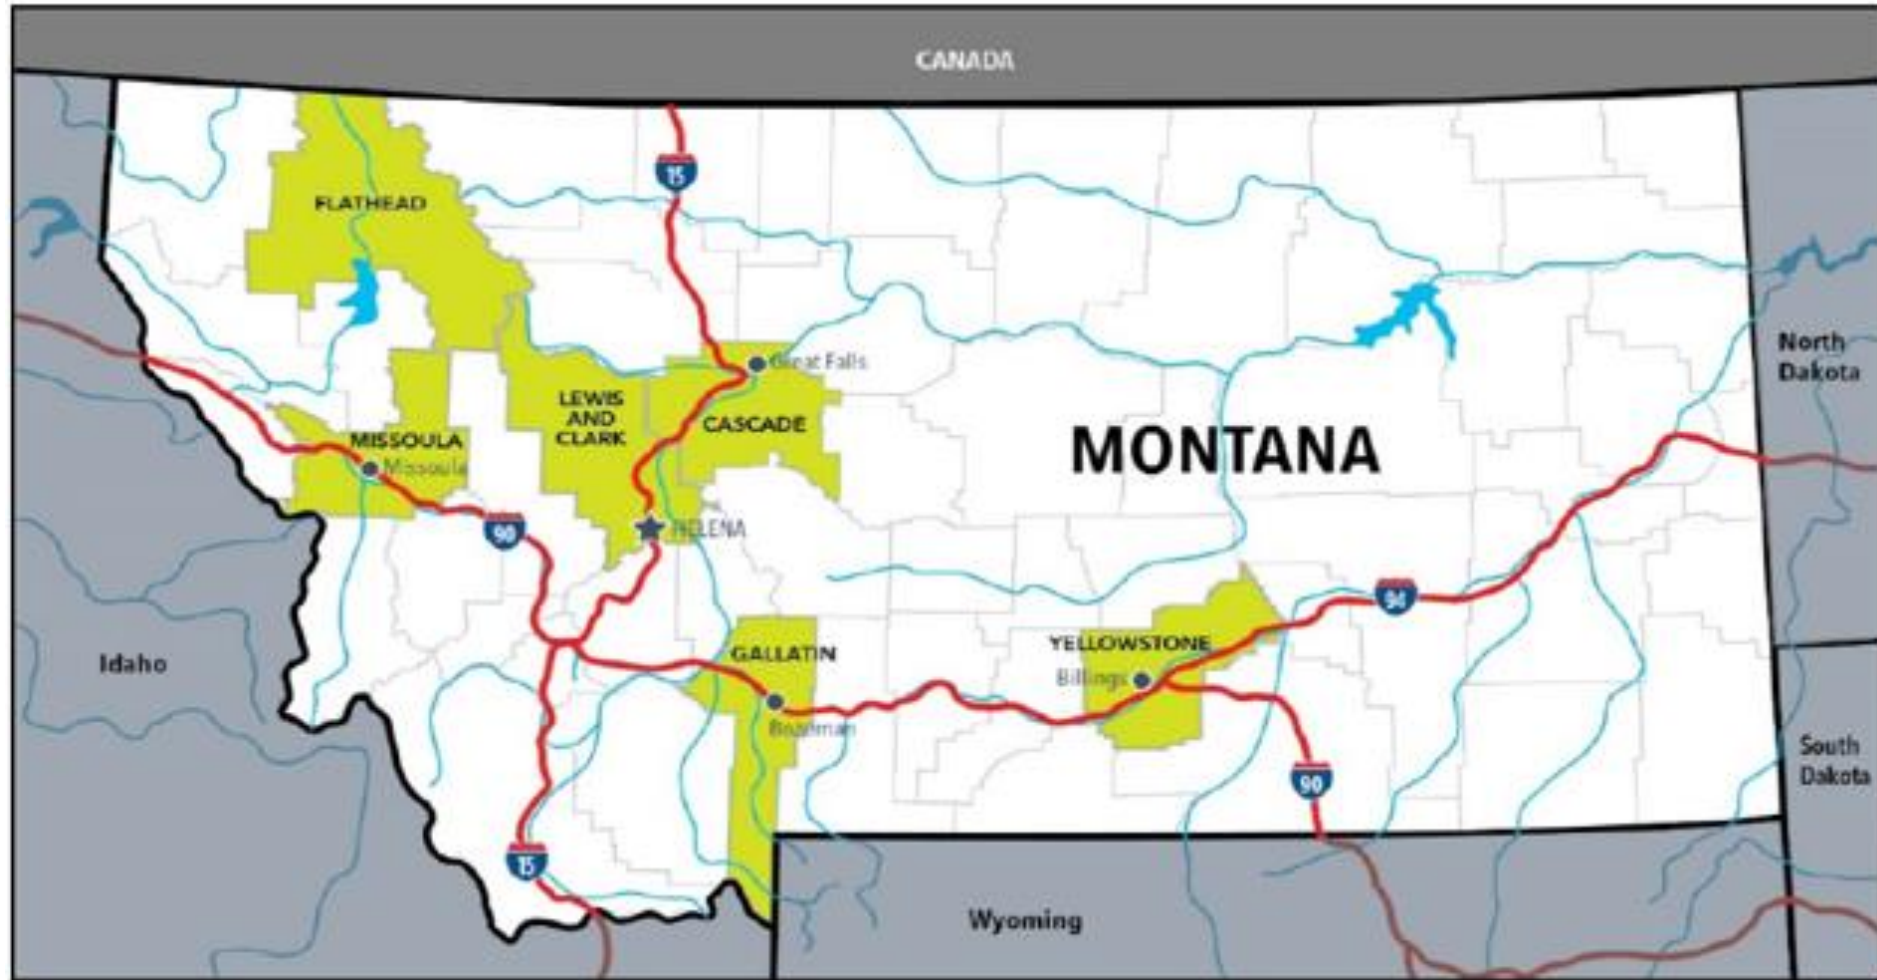 CANADA
15
FLATHEAD
North
Dakota
Great Falls
LEWIS
AND
CLARK
CASCADE
MISSOULA
Missoula
MONTANA
90
HELENA
94
Idaho
GALLATIN
YELLOWSTONE
Billings
Bozeman
South
Dakota
90
15
Wyoming